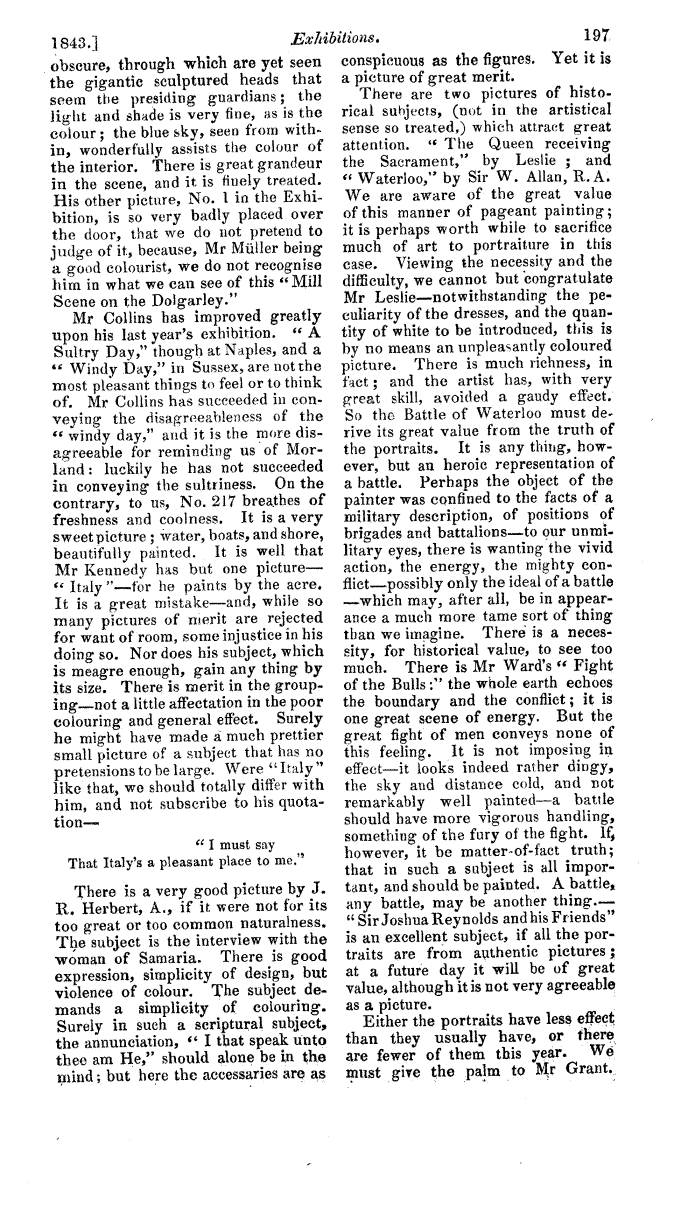 1843.] Exhibitions. 197
obscure, through which are yet seen
the gigantic sculptured heads that
seem the presiding guardians; the
light and shade is very fine, as is the
colour; the blue sky, seen from with-
in, wonderfully assists the colour of
the interior. There is great grandeur
in the scene, and it is finely treated.
His other picture, No. 1 in the Exhi-
bition, is so very badly placed over
the door, that we do not pretend to
judge of it, because, Mr Müller being
a good colourist, we do not recognise
him in what we can see of this "Mill
Scene on the Dolgarley."
Mr Collins has improved greatly
upon his last year's exhibition. "A
Sultry Day," though at Naples, and a
"Windy Day," in Sussex, are not the
most pleasant things to feel or to think
of. Mr Collins has succeeded in con-
veying the disagreeableness of the
"windy day," and it is the more dis-
agreeable for reminding us of Mor-
land: luckily he has not succeeded
in conveying the sultriness. On the
contrary, to us, No. 217 breathes of
freshness and coolness. It is a very
sweet picture; water, boats, and shore,
beautifully painted. It is well that
Mr Kennedy has but one picture—
"Italy"—for he paints by the acre.
It is a great mistake—and, while so
many pictures of merit are rejected
for want of room, some injustice in his
doing so. Nor does his subject, which
is meagre enough, gain any thing by
its size. There is merit in the group-
ing—not a little affectation in the poor
colouring and general effect. Surely
he might have made a much prettier
small picture of a subject that has no
pretensions to be large. Were "Italy"
like that, we should totally differ with
him, and not subscribe to his quota-
tion—
"I must say
That Italy's a pleasant place to me."
There is a very good picture by J.
R. Herbert, A., if it were not for its
too great or too common naturalness.
The subject is the interview with the
woman of Samaria. There is good
expression, simplicity of design, but
violence of colour. The subject de-
mands a simplicity of colouring.
Surely in such a scriptural subject,
the annunciation, "I that speak unto
thee am He," should alone be in the
mind; but here the accessaries are as
conspicuous as the figures. Yet it is
a picture of great merit.
There are two pictures of histo-
rical subjects, (not in the artistical
sense so treated,) which attract great
attention. "The Queen receiving
the Sacrament," by Leslie; and
"Waterloo," by Sir W. Allan, R.A.
We are aware of the great value
of this manner of pageant painting;
it is perhaps worth while to sacrifice
much of art to portraiture in this
case. Viewing the necessity and the
difficulty, we cannot but congratulate
Mr Leslie—notwithstanding the pe-
culiarity of the dresses, and the quan-
tity of white to be introduced, this is
by no means an unpleasantly coloured
picture. There is much richness, in
fact; and the artist has, with very
great skill, avoided a gaudy effect.
So the Battle of Waterloo must de-
rive its great value from the truth of
the portraits. It is any thing, how-
ever, but an heroic representation of
a battle. Perhaps the object of the
painter was confined to the facts of a
military description, of positions of
brigades and battalions—to our unmi-
litary eyes, there is wanting the vivid
action, the energy, the mighty con-
flict—possibly only the ideal of a battle
—which may, after all, be in appear-
ance a much more tame sort of thing
than we imagine. There is a neces-
sity, for historical value, to see too
much. There is Mr Ward's "Fight
of the Bulls:" the whole earth echoes
the boundary and the conflict; it is
one great scene of energy. But the
great fight of men conveys none of
this feeling. It is not imposing in
effect—it looks indeed rather dingy,
the sky and distance cold, and not
remarkably well painted—a battle
should have more vigorous handling,
something of the fury of the fight. If,
however, it be matter-of-fact truth;
that in such a subject is all impor-
tant, and should be painted. A battle,
any battle, may be another thing.—
"Sir Joshua Reynolds and his Friends"
is an excellent subject, if all the por-
traits are from authentic pictures;
at a future day it will be of great
value, although it is not very agreeable
as a picture.
Either the portraits have less effect
than they usually have, or there
are fewer of them this year. We
must give the palm to Mr Grant.